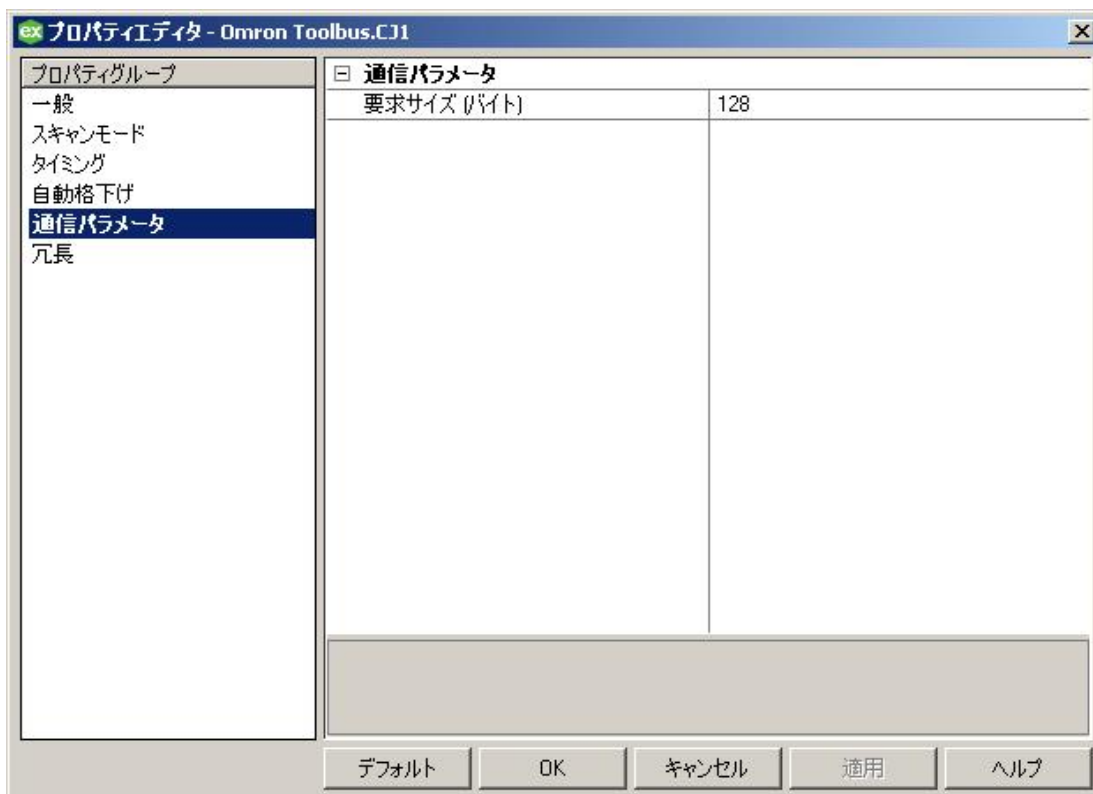 ex プロパティエディタ - Omron Toolbus.CJ1
プロパティグループ
一般
スキャンモード
タイミング
自動格下げ
通信パラメータ
冗長
通信パラメータ
要求サイズ (バイト) 128
デフォルト OK キャンセル 適用 ヘルプ